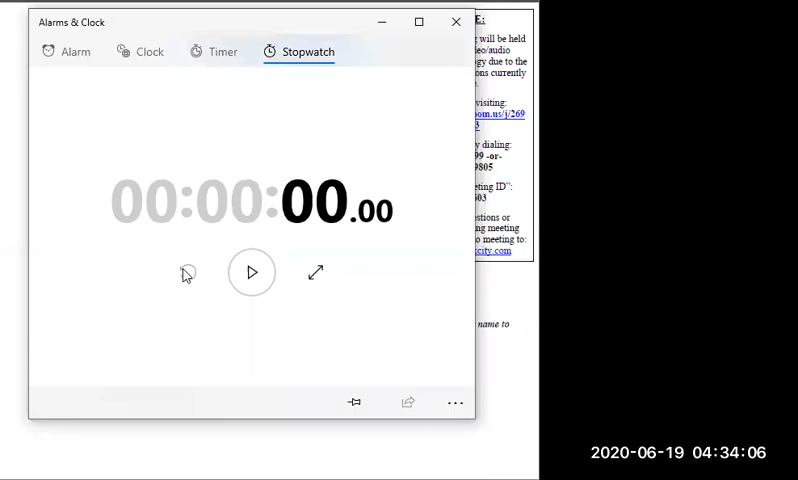 Alarms & Clock
Alarm
Clock
Timer
Stopwatch
00:00:00.00
E:
will be held
deo/audio
ogy due to the
ons currently
visiting:
oom.us/j/269
3
y dialing:
99 -or-
9805
eting ID":
603
estions or
ng meeting
o meeting to:
city.com
name to
2020-06-19 04:34:06